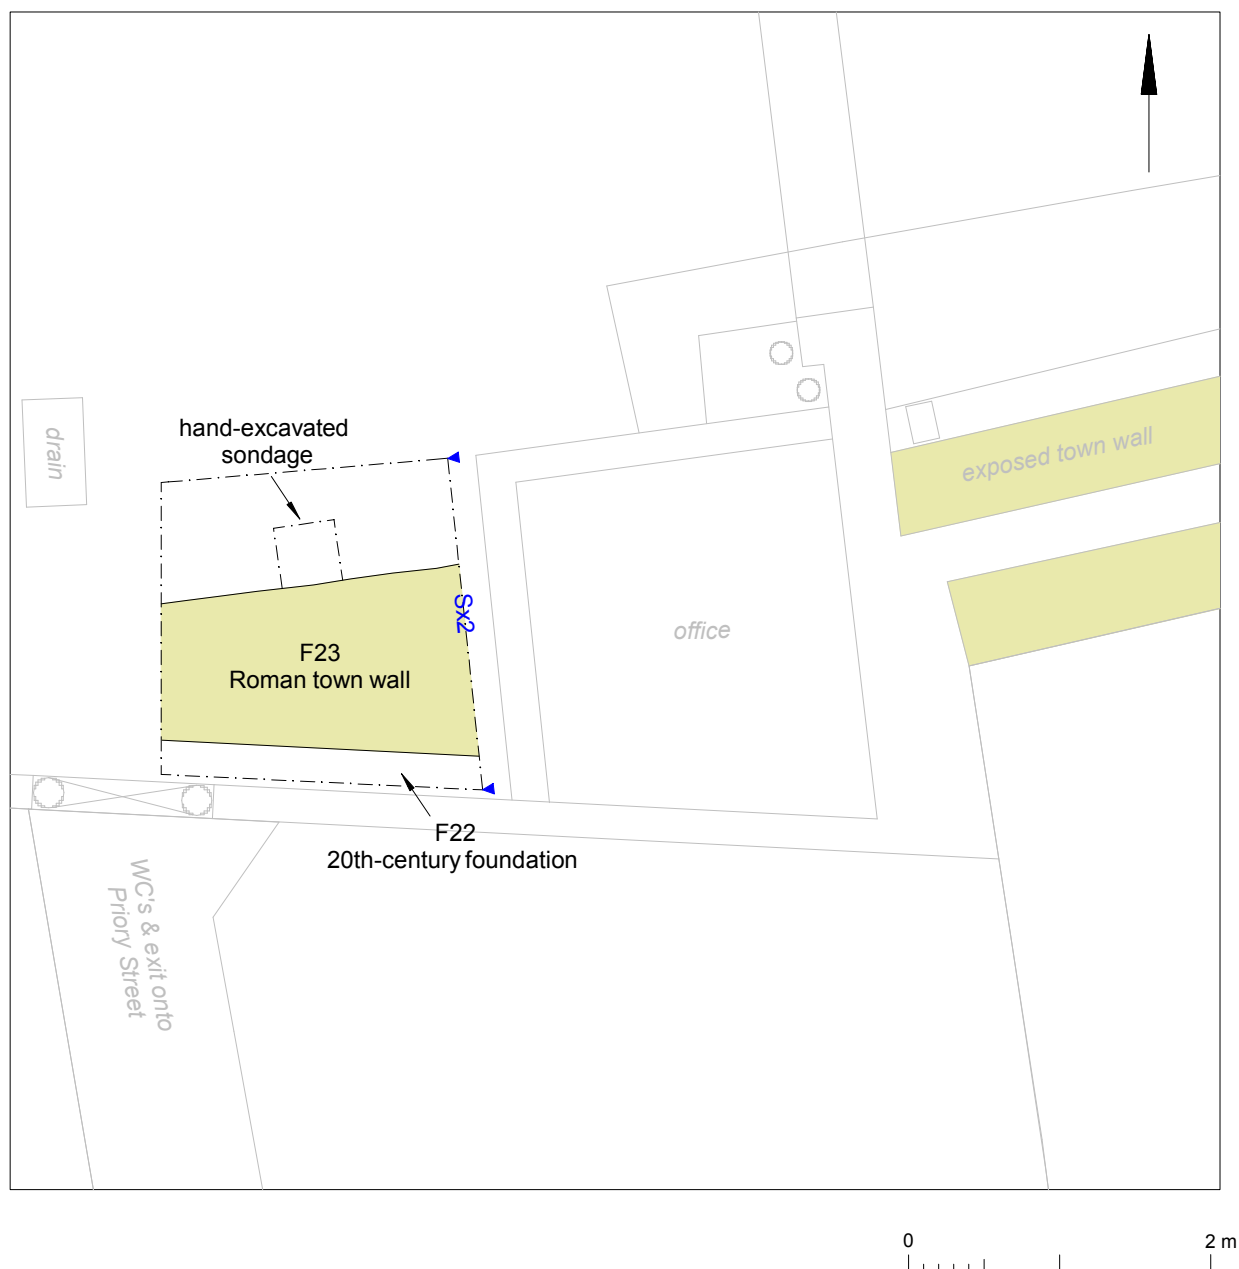 hand-excavated
sondage
drain
exposed town wall
Sx2
office
F23
Roman town wall
F22
20th-century foundation
WC's & exit onto
Priory Street
0
2 m